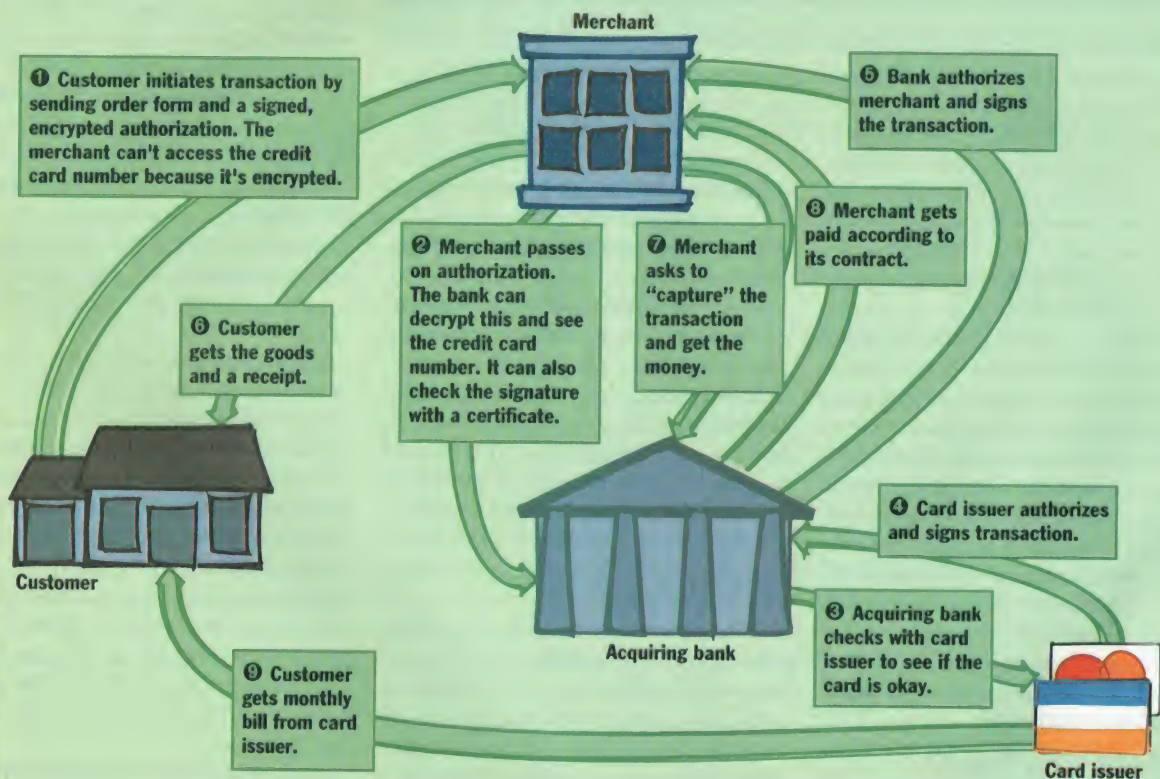 Merchant
❶ Customer initiates transaction by
sending order form and a signed,
encrypted authorization. The
merchant can't access the credit
card number because it's encrypted.
❺ Bank authorizes
merchant and signs
the transaction.
❽ Merchant gets
paid according to
its contract.
❷ Merchant passes
on authorization.
The bank can
decrypt this and see
the credit card
number. It can also
check the signature
with a certificate.
❼ Merchant
asks to
“capture” the
transaction
and get the
money.
❻ Customer
gets the goods
and a receipt.
❹ Card issuer authorizes
and signs transaction.
Customer
❸ Acquiring bank
checks with card
issuer to see if the
card is okay.
Acquiring bank
❾ Customer
gets monthly
bill from card
issuer.
Card issuer